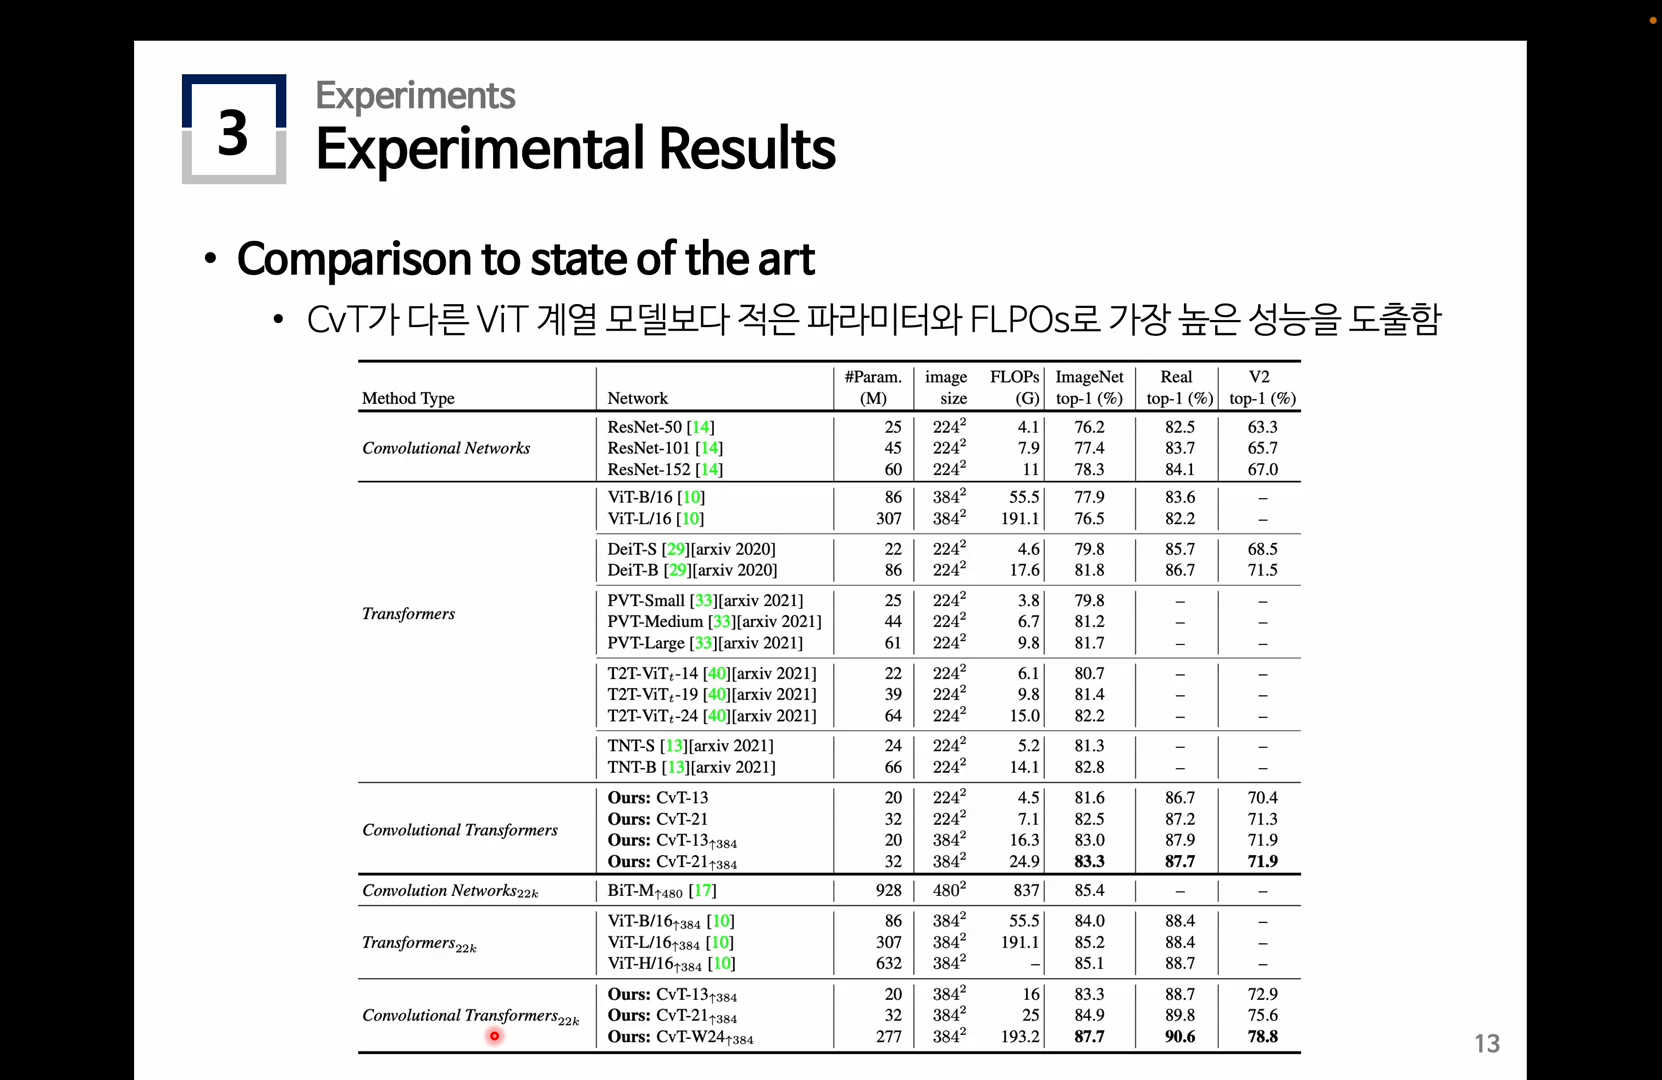 3
Experiments
Experimental Results
• Comparison to state of the art
• CvT가 다른 ViT 계열 모델보다 적은 파라미터와 FLPOs로 가장 높은 성능을 도출함
Method Type Network #Param. (M) image size FLOPs (G) ImageNet top-1 (%) Real top-1 (%) V2 top-1 (%)
Convolutional Networks
ResNet-50 [14] 25 224² 4.1 76.2 82.5 63.3
ResNet-101 [14] 45 224² 7.9 77.4 83.7 65.7
ResNet-152 [14] 60 224² 11 78.3 84.1 67.0
Transformers
ViT-B/16 [10] 86 384² 55.5 77.9 83.6 –
ViT-L/16 [10] 307 384² 191.1 76.5 82.2 –
DeiT-S [29][arxiv 2020] 22 224² 4.6 79.8 85.7 68.5
DeiT-B [29][arxiv 2020] 86 224² 17.6 81.8 86.7 71.5
PVT-Small [33][arxiv 2021] 25 224² 3.8 79.8 – –
PVT-Medium [33][arxiv 2021] 44 224² 6.7 81.2 – –
PVT-Large [33][arxiv 2021] 61 224² 9.8 81.7 – –
T2T-ViTₜ-14 [40][arxiv 2021] 22 224² 6.1 80.7 – –
T2T-ViTₜ-19 [40][arxiv 2021] 39 224² 9.8 81.4 – –
T2T-ViTₜ-24 [40][arxiv 2021] 64 224² 15.0 82.2 – –
TNT-S [13][arxiv 2021] 24 224² 5.2 81.3 – –
TNT-B [13][arxiv 2021] 66 224² 14.1 82.8 – –
Convolutional Transformers
Ours: CvT-13 20 224² 4.5 81.6 86.7 70.4
Ours: CvT-21 32 224² 7.1 82.5 87.2 71.3
Ours: CvT-13↑384 20 384² 16.3 83.0 87.9 71.9
Ours: CvT-21↑384 32 384² 24.9 83.3 87.7 71.9
Convolution Networks22k
BiT-M↑480 [17] 928 480² 837 85.4 – –
Transformers22k
ViT-B/16↑384 [10] 86 384² 55.5 84.0 88.4 –
ViT-L/16↑384 [10] 307 384² 191.1 85.2 88.4 –
ViT-H/16↑384 [10] 632 384² – 85.1 88.7 –
Convolutional Transformers22k
Ours: CvT-13↑384 20 384² 16 83.3 88.7 72.9
Ours: CvT-21↑384 32 384² 25 84.9 89.8 75.6
Ours: CvT-W24↑384 277 384² 193.2 87.7 90.6 78.8
13